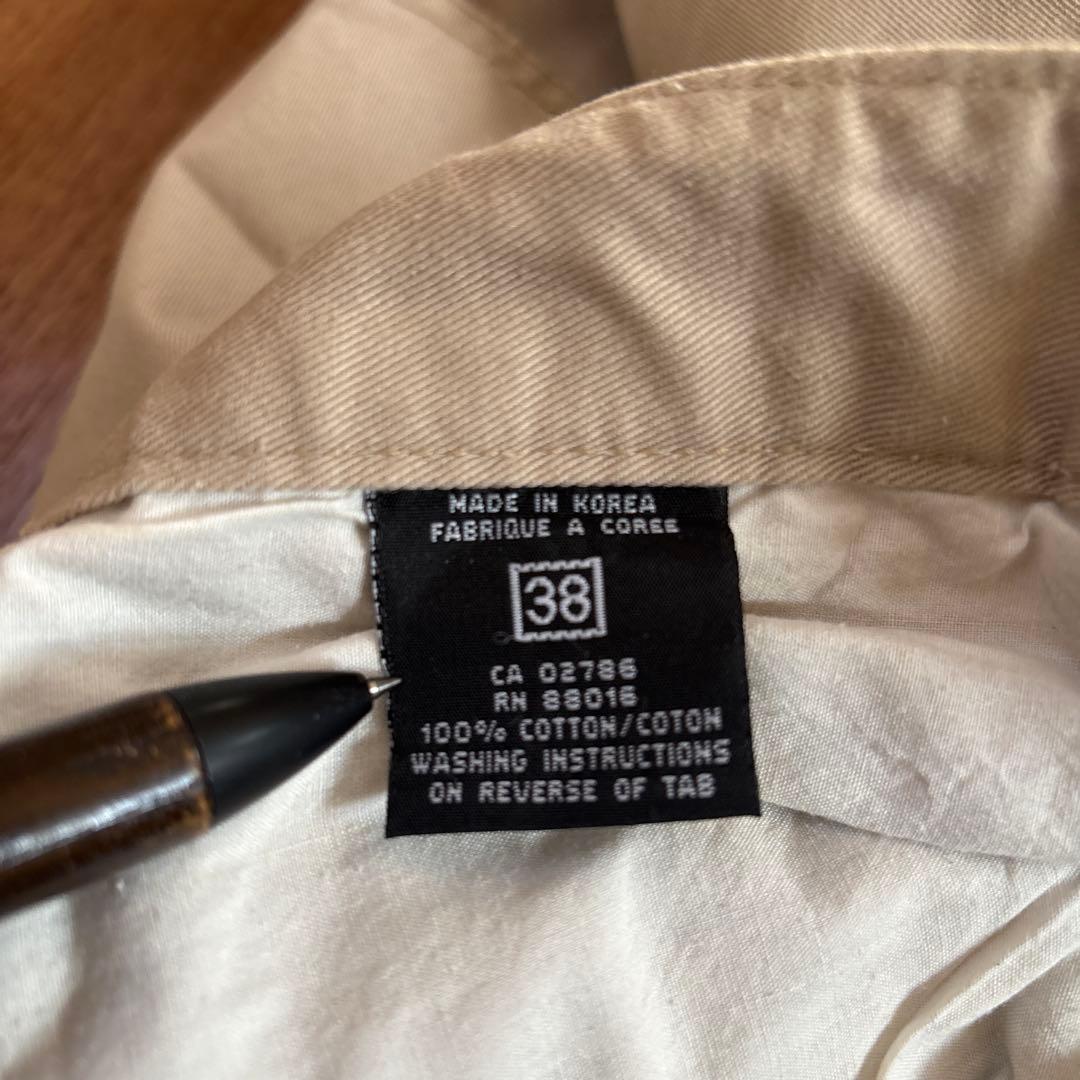 MADE IN KOREA
FABRIQUE A COREE
38
CA 02786
RN 88016
100% COTTON/COTON
WASHING INSTRUCTIONS
ON REVERSE OF TAB